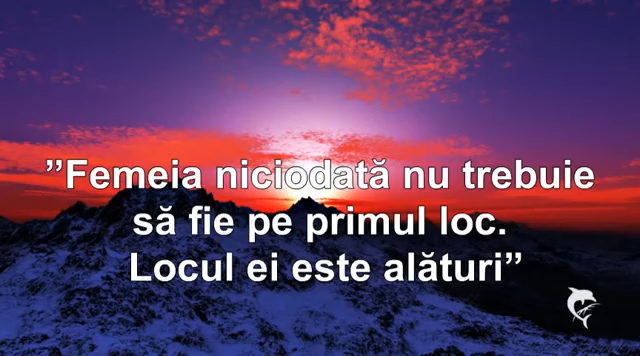 ”Femeia niciodată nu trebuie
să fie pe primul loc.
Locul ei este alături”